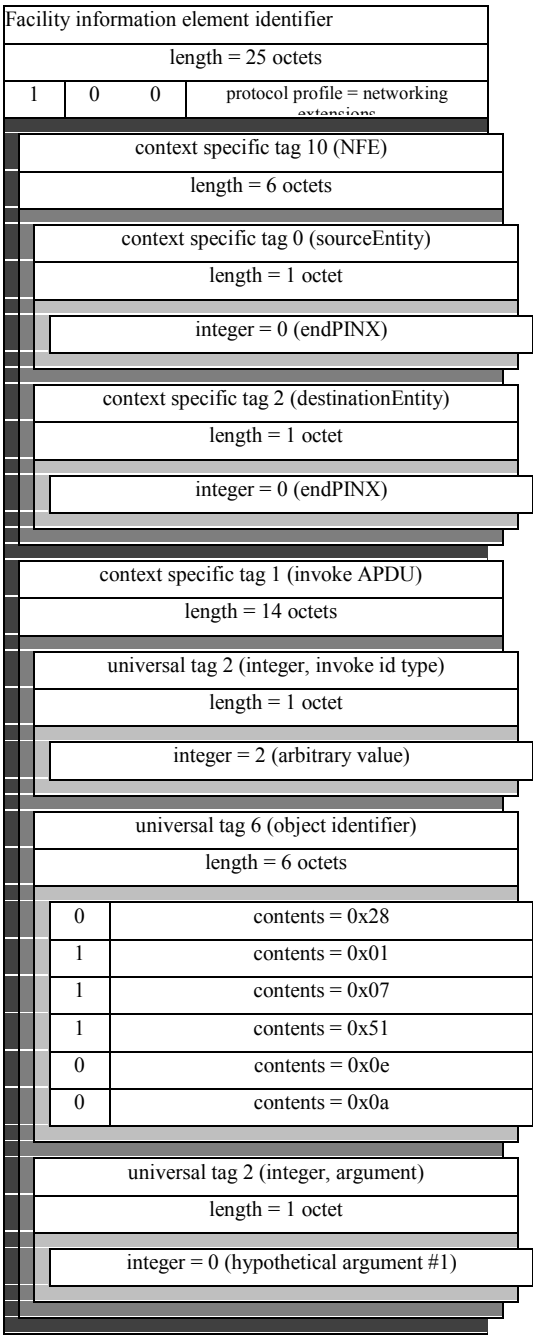 Facility information element identifier
length = 25 octets
1 0 0 protocol profile = networking
extensions
context specific tag 10 (NFE)
length = 6 octets
context specific tag 0 (sourceEntity)
length = 1 octet
integer = 0 (endPINX)
context specific tag 2 (destinationEntity)
length = 1 octet
integer = 0 (endPINX)
context specific tag 1 (invoke APDU)
length = 14 octets
universal tag 2 (integer, invoke id type)
length = 1 octet
integer = 2 (arbitrary value)
universal tag 6 (object identifier)
length = 6 octets
0 contents = 0x28
1 contents = 0x01
1 contents = 0x07
1 contents = 0x51
0 contents = 0x0e
0 contents = 0x0a
universal tag 2 (integer, argument)
length = 1 octet
integer = 0 (hypothetical argument #1)